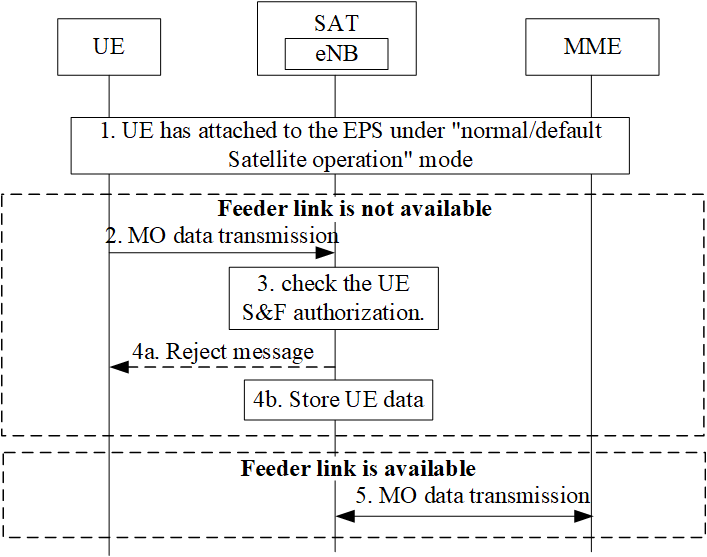 UE
SAT
eNB
MME
1. UE has attached to the EPS under "normal/default
Satellite operation" mode
Feeder link is not available
2. MO data transmission
3. check the UE
S&F authorization.
4a. Reject message
4b. Store UE data
Feeder link is available
5. MO data transmission